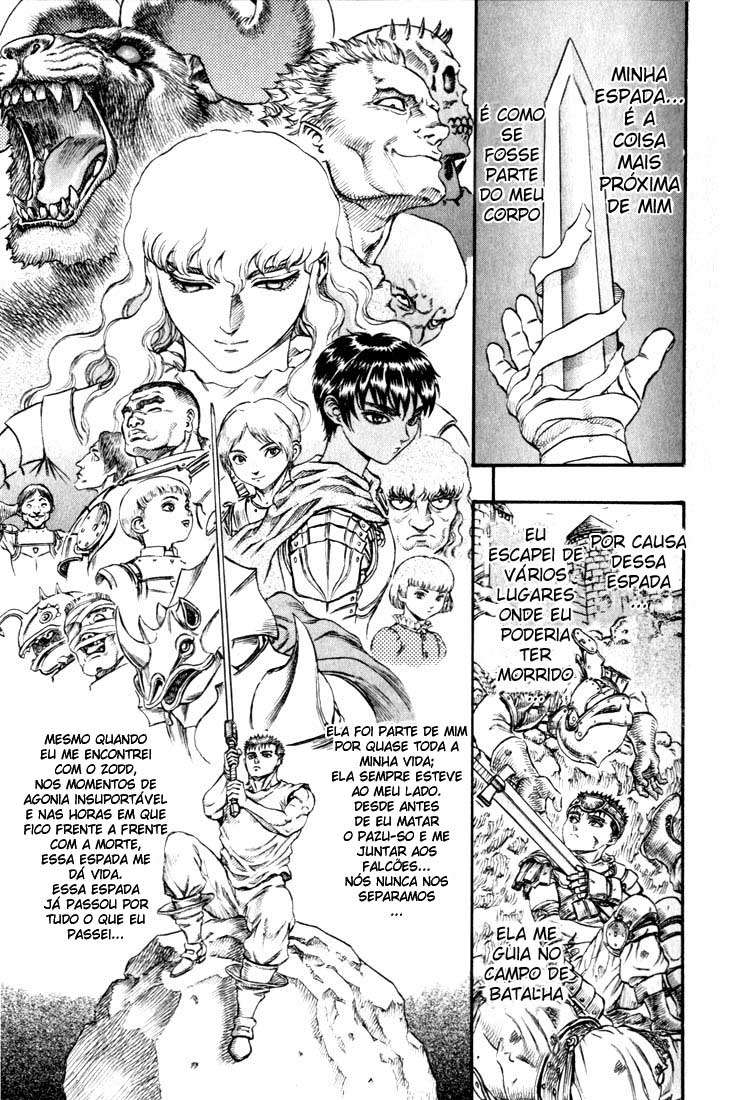 MINHA
ESPADA...
É A
COISA
MAIS
PRÓXIMA
DE MIM
É COMO
SE
FOSSE
PARTE
DO MEU
CORPO
POR CAUSA
DESSA
ESPADA
...
EU
ESCAPEI DE
VÁRIOS
LUGARES
ONDE EU
PODERIA
TER
MORRIDO
ELA ME
GUIA NO
CAMPO DE
BATALHA
ELA FOI PARTE DE MIM
POR QUASE TODA A
MINHA VIDA;
ELA SEMPRE ESTEVE
AO MEU LADO.
DESDE ANTES
DE EU MATAR
O PAZU-SO E ME
JUNTAR AOS
FALCÕES...
NÓS NUNCA NOS
SEPARAMOS
...
MESMO QUANDO
EU ME ENCONTREI
COM O ZODD,
NOS MOMENTOS DE
AGONIA INSUPORTÁVEL
E NAS HORAS EM QUE
FICO FRENTE A FRENTE
COM A MORTE,
ESSA ESPADA ME
DÁ VIDA.
ESSA ESPADA
JÁ PASSOU POR
TUDO O QUE EU
PASSEI...